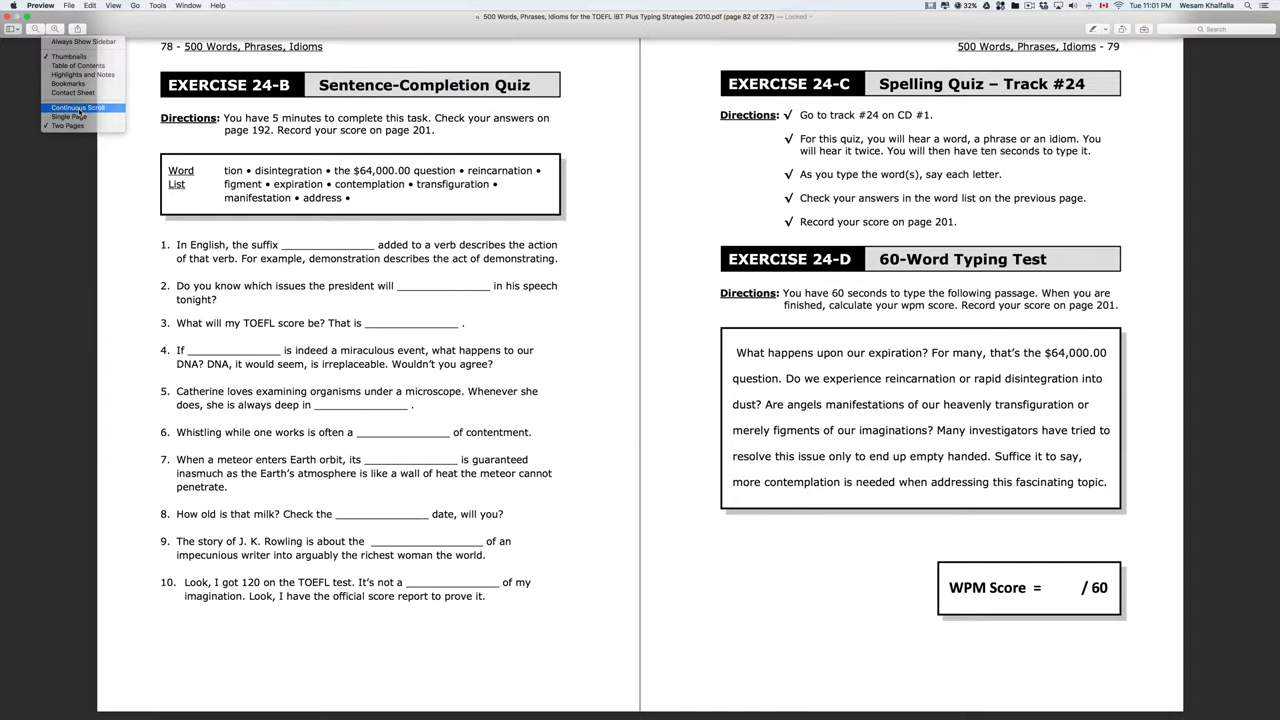 Preview File Edit View Go Tools Window Help
32% Tue 11:01 PM Wesam Khalfalla
500 Words, Phrases, Idioms for the TOEFL iBT Plus Typing Strategies 2010.pdf (page 82 of 237) — Locked
Search
Always Show Sidebar
✓ Thumbnails
Table of Contents
Highlights and Notes
Bookmarks
Contact Sheet
Continuous Scroll
Single Page
✓ Two Pages
78 - 500 Words, Phrases, Idioms
EXERCISE 24-B Sentence-Completion Quiz
Directions: You have 5 minutes to complete this task. Check your answers on
page 192. Record your score on page 201.
Word tion • disintegration • the $64,000.00 question • reincarnation •
List figment • expiration • contemplation • transfiguration •
manifestation • address •
1. In English, the suffix _________________ added to a verb describes the action
of that verb. For example, demonstration describes the act of demonstrating.
2. Do you know which issues the president will _________________ in his speech
tonight?
3. What will my TOEFL score be? That is _________________ .
4. If _________________ is indeed a miraculous event, what happens to our
DNA? DNA, it would seem, is irreplaceable. Wouldn't you agree?
5. Catherine loves examining organisms under a microscope. Whenever she
does, she is always deep in _________________ .
6. Whistling while one works is often a _________________ of contentment.
7. When a meteor enters Earth orbit, its _________________ is guaranteed
inasmuch as the Earth's atmosphere is like a wall of heat the meteor cannot
penetrate.
8. How old is that milk? Check the _________________ date, will you?
9. The story of J. K. Rowling is about the ____________________ of an
impecunious writer into arguably the richest woman the world.
10. Look, I got 120 on the TOEFL test. It's not a _________________ of my
imagination. Look, I have the official score report to prove it.
500 Words, Phrases, Idioms - 79
EXERCISE 24-C Spelling Quiz – Track #24
Directions: √ Go to track #24 on CD #1.
√ For this quiz, you will hear a word, a phrase or an idiom. You
will hear it twice. You will then have ten seconds to type it.
√ As you type the word(s), say each letter.
√ Check your answers in the word list on the previous page.
√ Record your score on page 201.
EXERCISE 24-D 60-Word Typing Test
Directions: You have 60 seconds to type the following passage. When you are
finished, calculate your wpm score. Record your score on page 201.
What happens upon our expiration? For many, that's the $64,000.00
question. Do we experience reincarnation or rapid disintegration into
dust? Are angels manifestations of our heavenly transfiguration or
merely figments of our imaginations? Many investigators have tried to
resolve this issue only to end up empty handed. Suffice it to say,
more contemplation is needed when addressing this fascinating topic.
WPM Score = / 60